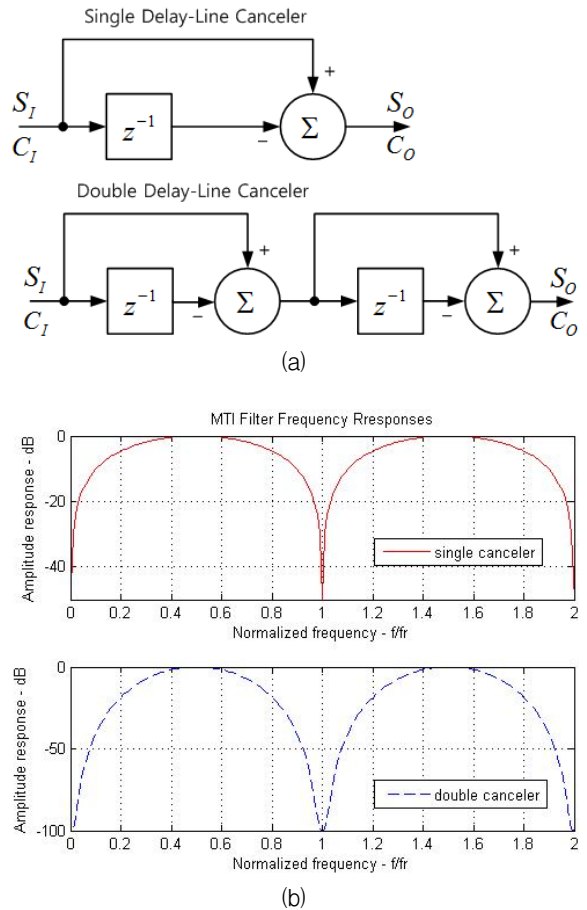 Single Delay-Line Canceler
+
S_I
C_I
z^{-1}
−
Σ
S_O
C_O
Double Delay-Line Canceler
+
+
S_I
C_I
z^{-1}
−
Σ
z^{-1}
−
Σ
S_O
C_O
(a)
MTI Filter Frequency Rresponses
Amplitude response - dB
0
-20
-40
single canceler
0 0.2 0.4 0.6 0.8 1 1.2 1.4 1.6 1.8 2
Normalized frequency - f/fr
Amplitude response - dB
0
-50
-100
double canceler
0 0.2 0.4 0.6 0.8 1 1.2 1.4 1.6 1.8 2
Normalized frequency - f/fr
(b)